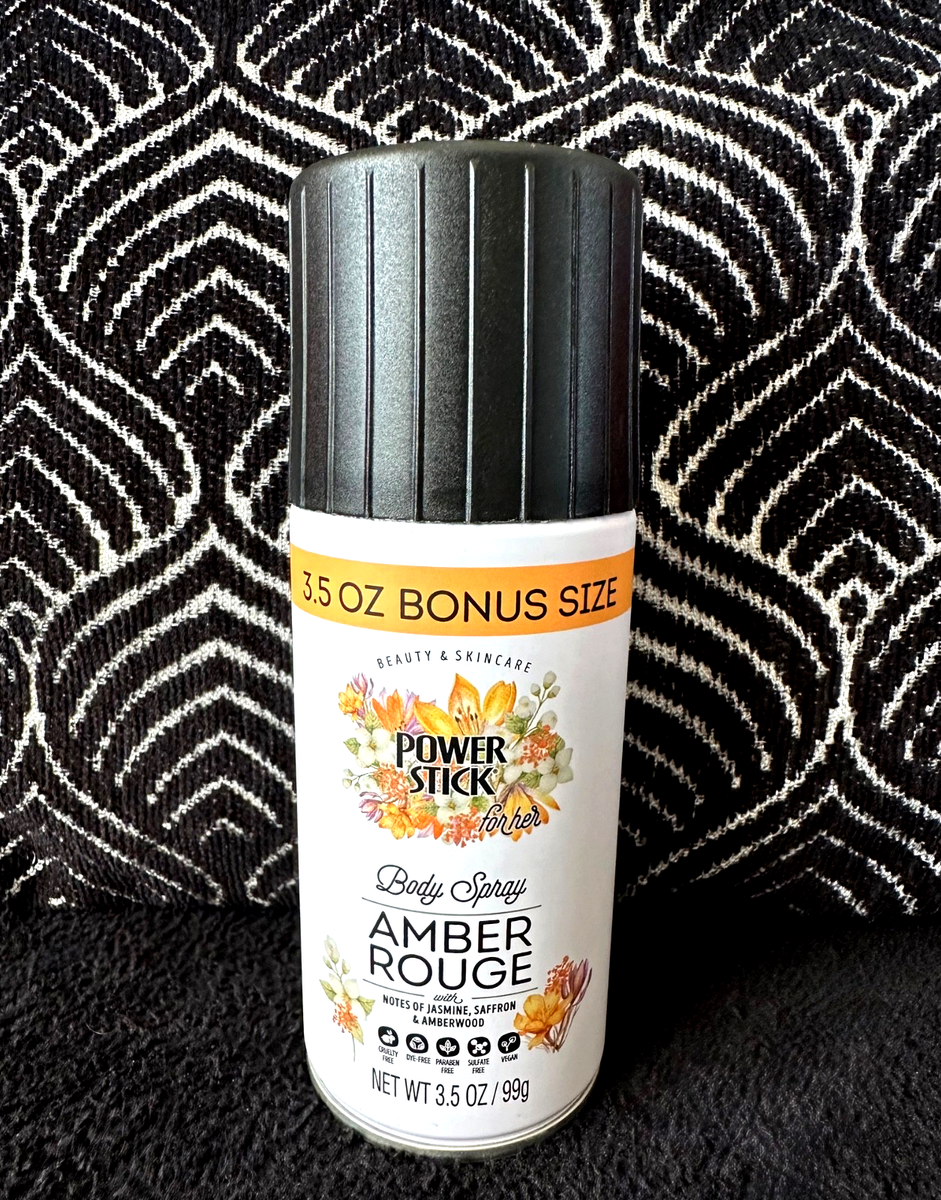 3.5 OZ BONUS SIZE
BEAUTY & SKINCARE
POWER
STICK
for her
Body Spray
AMBER
ROUGE
with
NOTES OF JASMINE, SAFFRON
& AMBERWOOD
CRUELTY FREE
DYE-FREE
PARABEN FREE
SULFATE FREE
VEGAN
NET WT 3.5 OZ / 99g